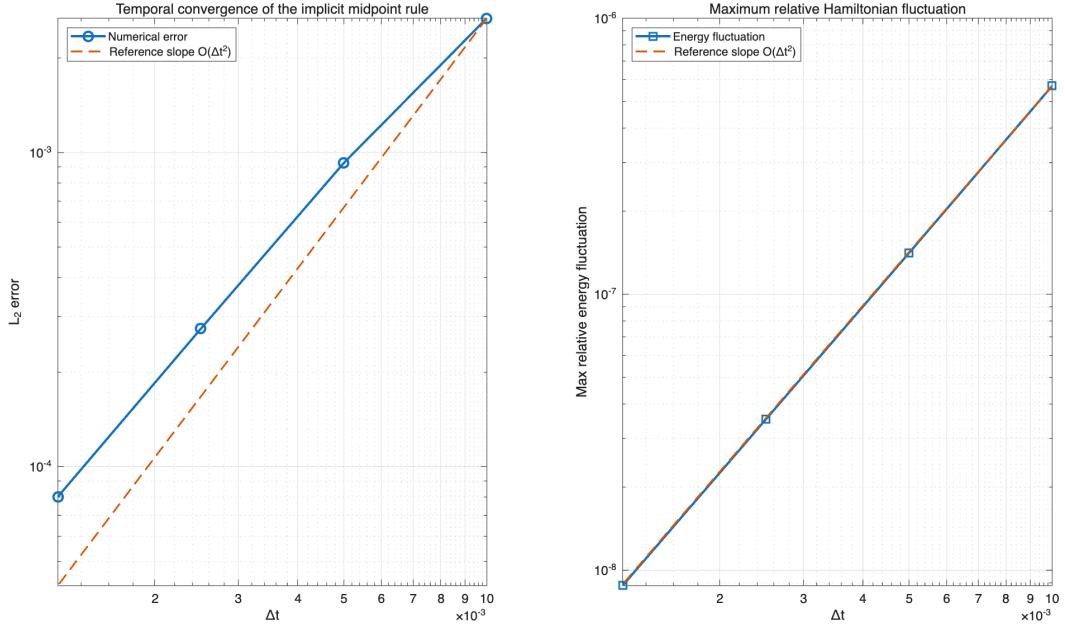 Temporal convergence of the implicit midpoint rule
Numerical error
Reference slope O(Δt²)
10⁻³
10⁻⁴
L₂ error
2 3 4 5 6 7 8 9 10
×10⁻³
Δt
Maximum relative Hamiltonian fluctuation
Energy fluctuation
Reference slope O(Δt²)
10⁻⁶
10⁻⁷
10⁻⁸
Max relative energy fluctuation
2 3 4 5 6 7 8 9 10
×10⁻³
Δt